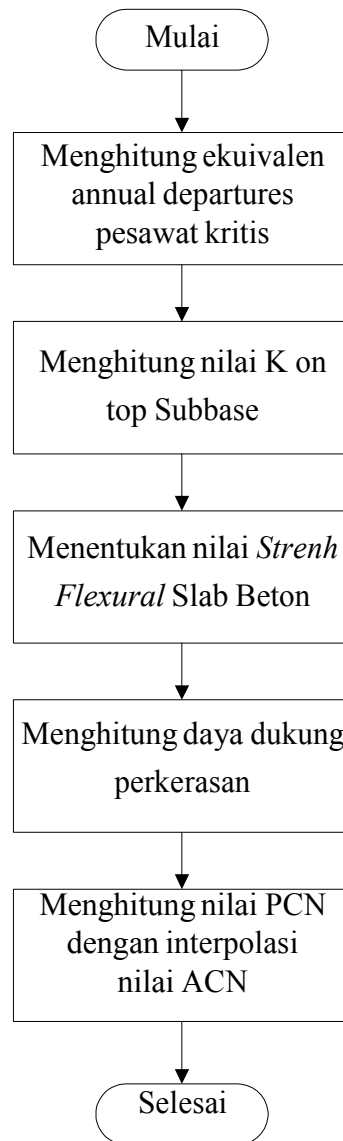 Mulai
Menghitung ekuivalen
annual departures
pesawat kritis
Menghitung nilai K on
top Subbase
Menentukan nilai Strenh
Flexural Slab Beton
Menghitung daya dukung
perkerasan
Menghitung nilai PCN
dengan interpolasi
nilai ACN
Selesai